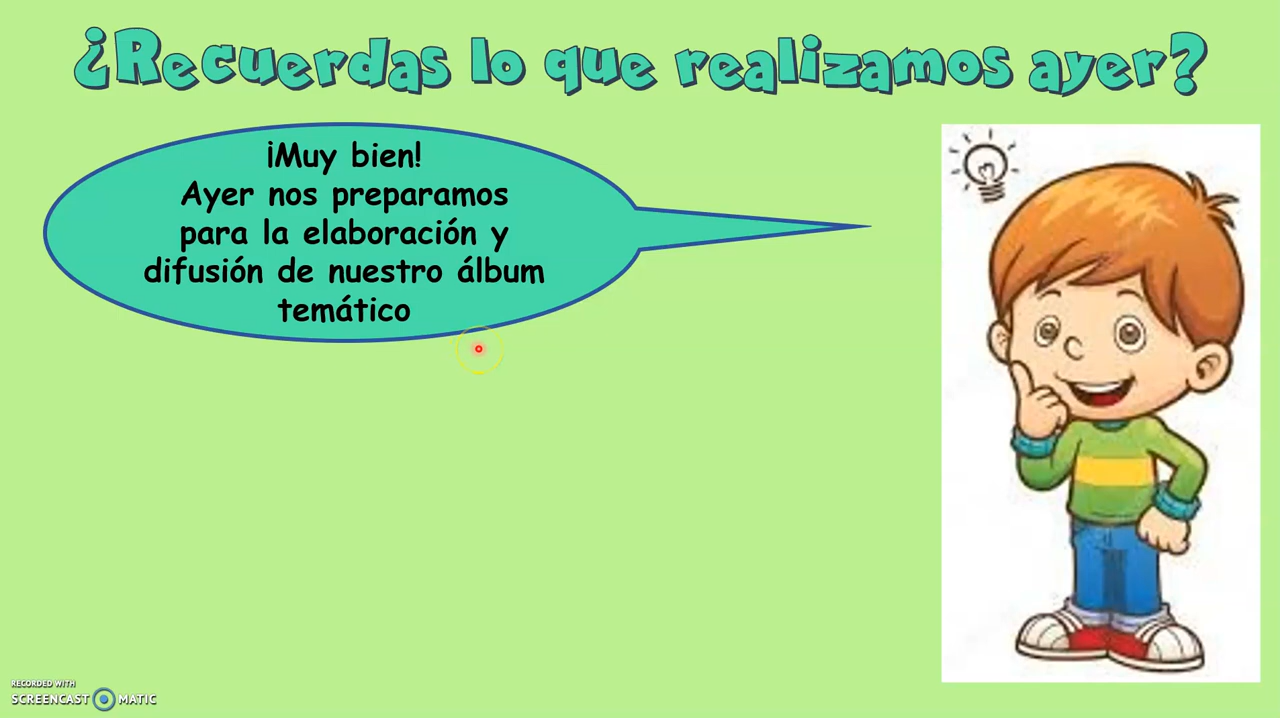 ¿Recuerdas lo que realizamos ayer?
¡Muy bien!
Ayer nos preparamos
para la elaboración y
difusión de nuestro álbum
temático
RECORDED WITH
SCREENCAST MATIC